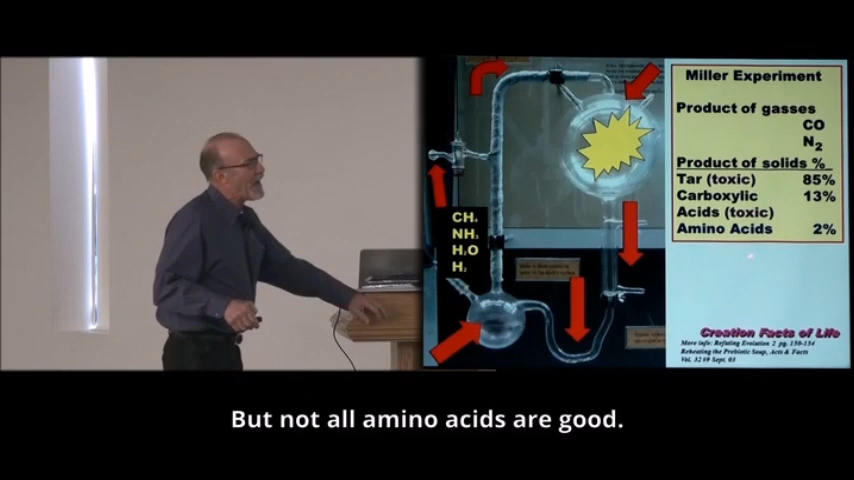 Miller Experiment
Product of gasses
CO
N₂
Product of solids %
Tar (toxic) 85%
Carboxylic 13%
Acids (toxic)
Amino Acids 2%
CH₄
NH₃
H₂O
H₂
Creation Facts of Life
More info: Refuting Evolution 2 pg. 150-154
Reheating the Prebiotic Soup, Acts & Facts
Vol. 32 #9 Sept. 03
But not all amino acids are good.